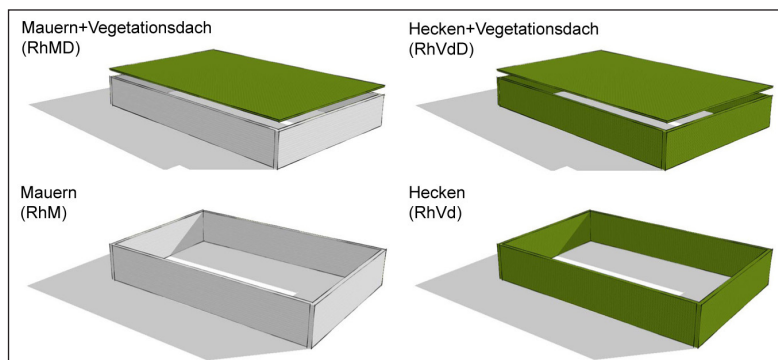 Mauern+Vegetationsdach
(RhMD)
Hecken+Vegetationsdach
(RhVdD)
Mauern
(RhM)
Hecken
(RhVd)